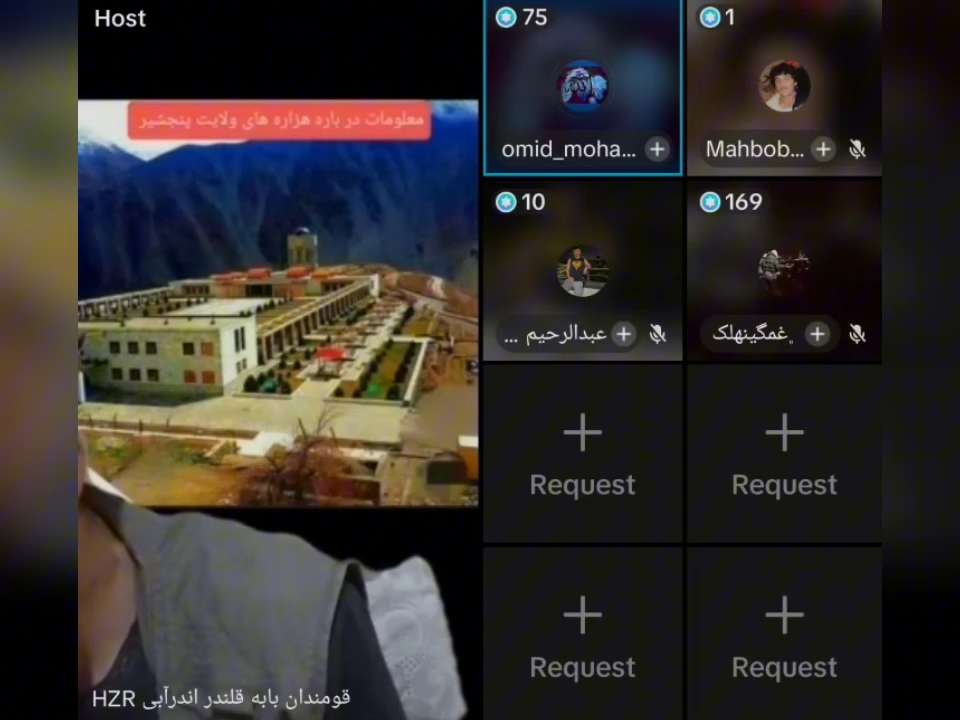 Host
معلومات در باره هزاره های ولایت پنجشیر
قومندان بابه قلندر اندرآبی HZR
75
omid_moha...
1
Mahbob...
10
عبدالرحیم ...
169
غمگینهلک
Request
Request
Request
Request